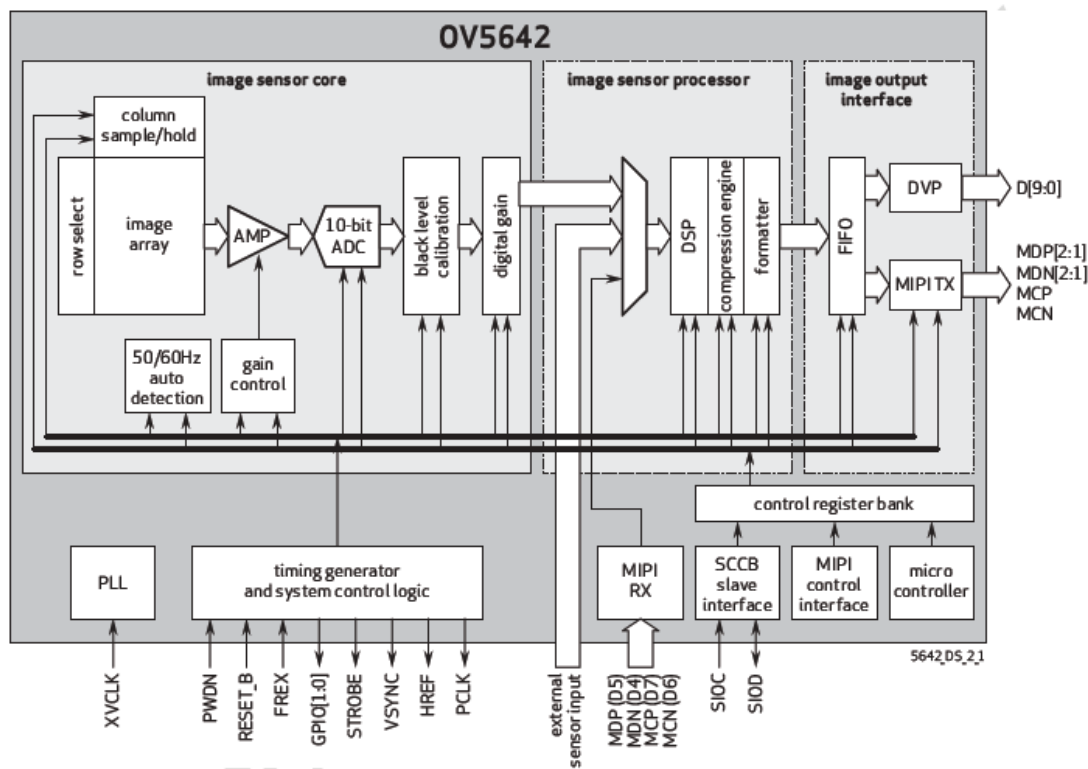 OV5642
image sensor core
image sensor processor
image output
interface
column
sample/hold
row select
image
array
AMP
10-bit
ADC
black level
calibration
digital gain
DSP
compression engine
formatter
FIFO
DVP
MIPI TX
D[9:0]
MDP[2:1]
MDN[2:1]
MCP
MCN
50/60Hz
auto
detection
gain
control
control register bank
PLL
timing generator
and system control logic
MIPI
RX
SCCB
slave
interface
MIPI
control
interface
micro
controller
5642_DS_2_1
XVCLK
PWDN
RESET_B
FREX
GPIO[1:0]
STROBE
VSYNC
HREF
PCLK
external
sensor input
MDP (D5)
MDN (D4)
MCP (D7)
MCN (D6)
SIOC
SIOD